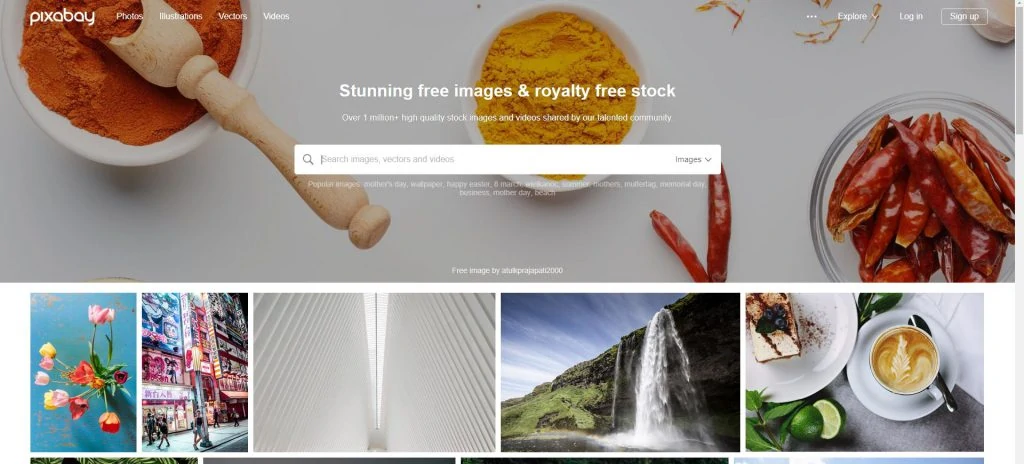 pixabay Photos Illustrations Vectors Videos ••• Explore Log in Sign up
Stunning free images & royalty free stock
Over 1 million+ high quality stock images and videos shared by our talented community.
Search images, vectors and videos Images
Popular images: mother's day, wallpaper, happy easter, 8 march, wielkanoc, summer, mothers, muttertag, memorial day,
business, mother day, beach
Free image by atulkprajapati2000